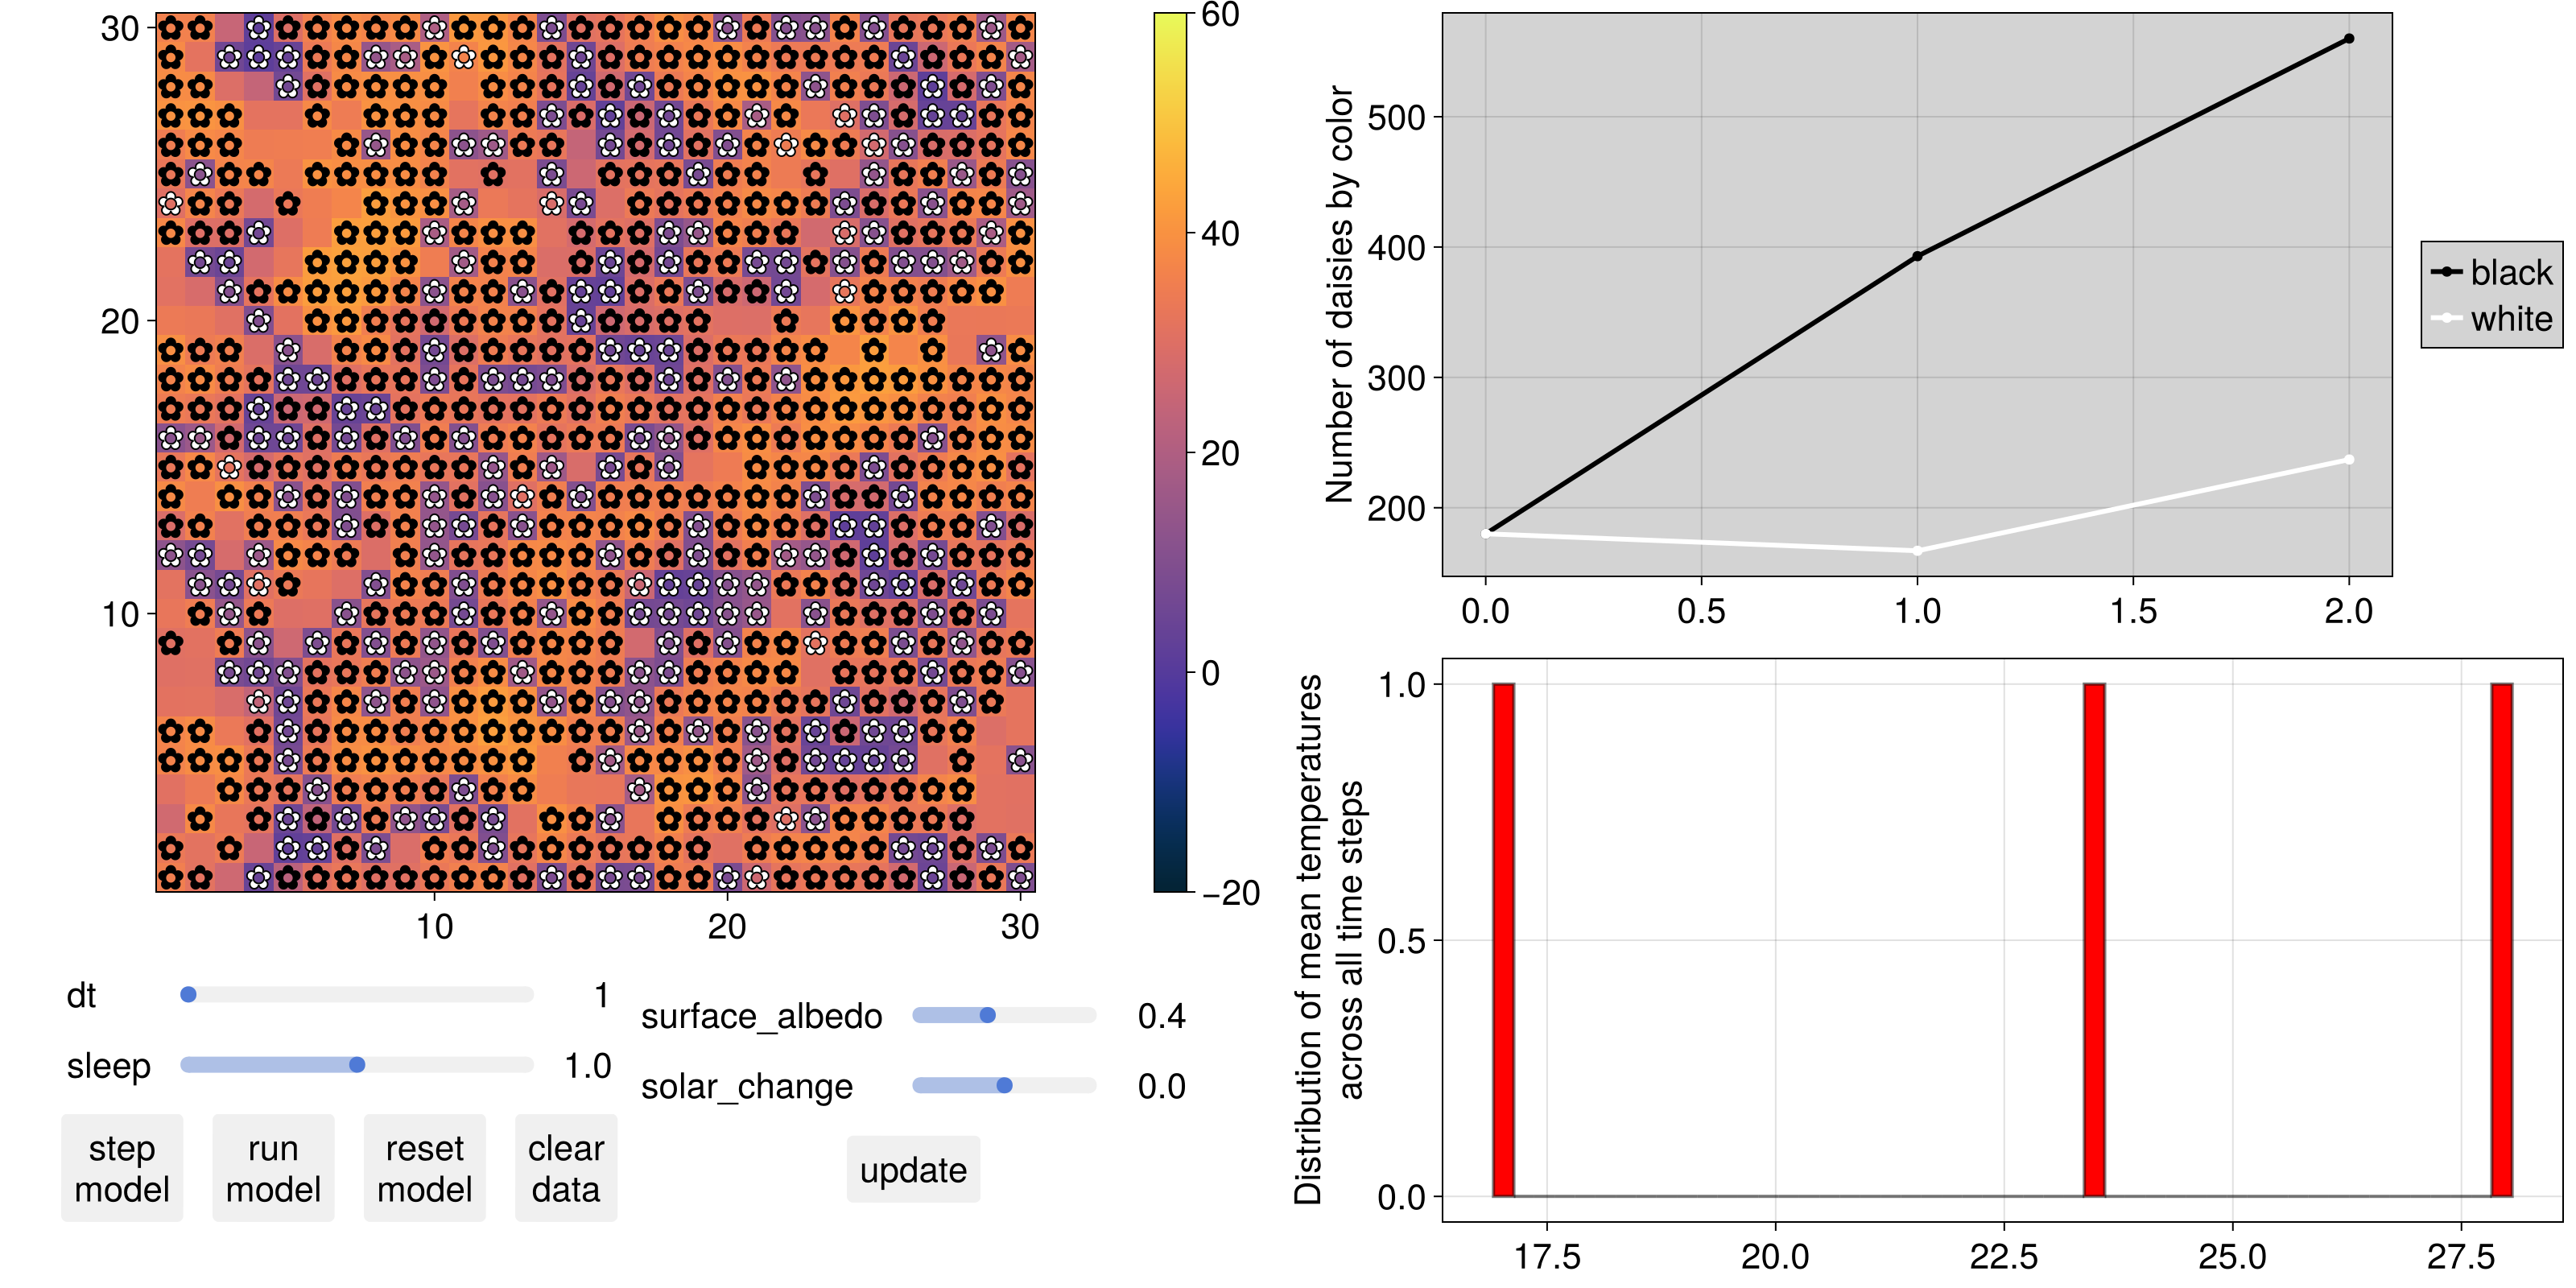 30
20
10
10
20
30
60
40
20
0
−20
Number of daisies by color
500
400
300
200
0.0
0.5
1.0
1.5
2.0
black
white
Distribution of mean temperatures
across all time steps
1.0
0.5
0.0
17.5
20.0
22.5
25.0
27.5
dt
1
sleep
1.0
surface_albedo
0.4
solar_change
0.0
step
model
run
model
reset
model
clear
data
update